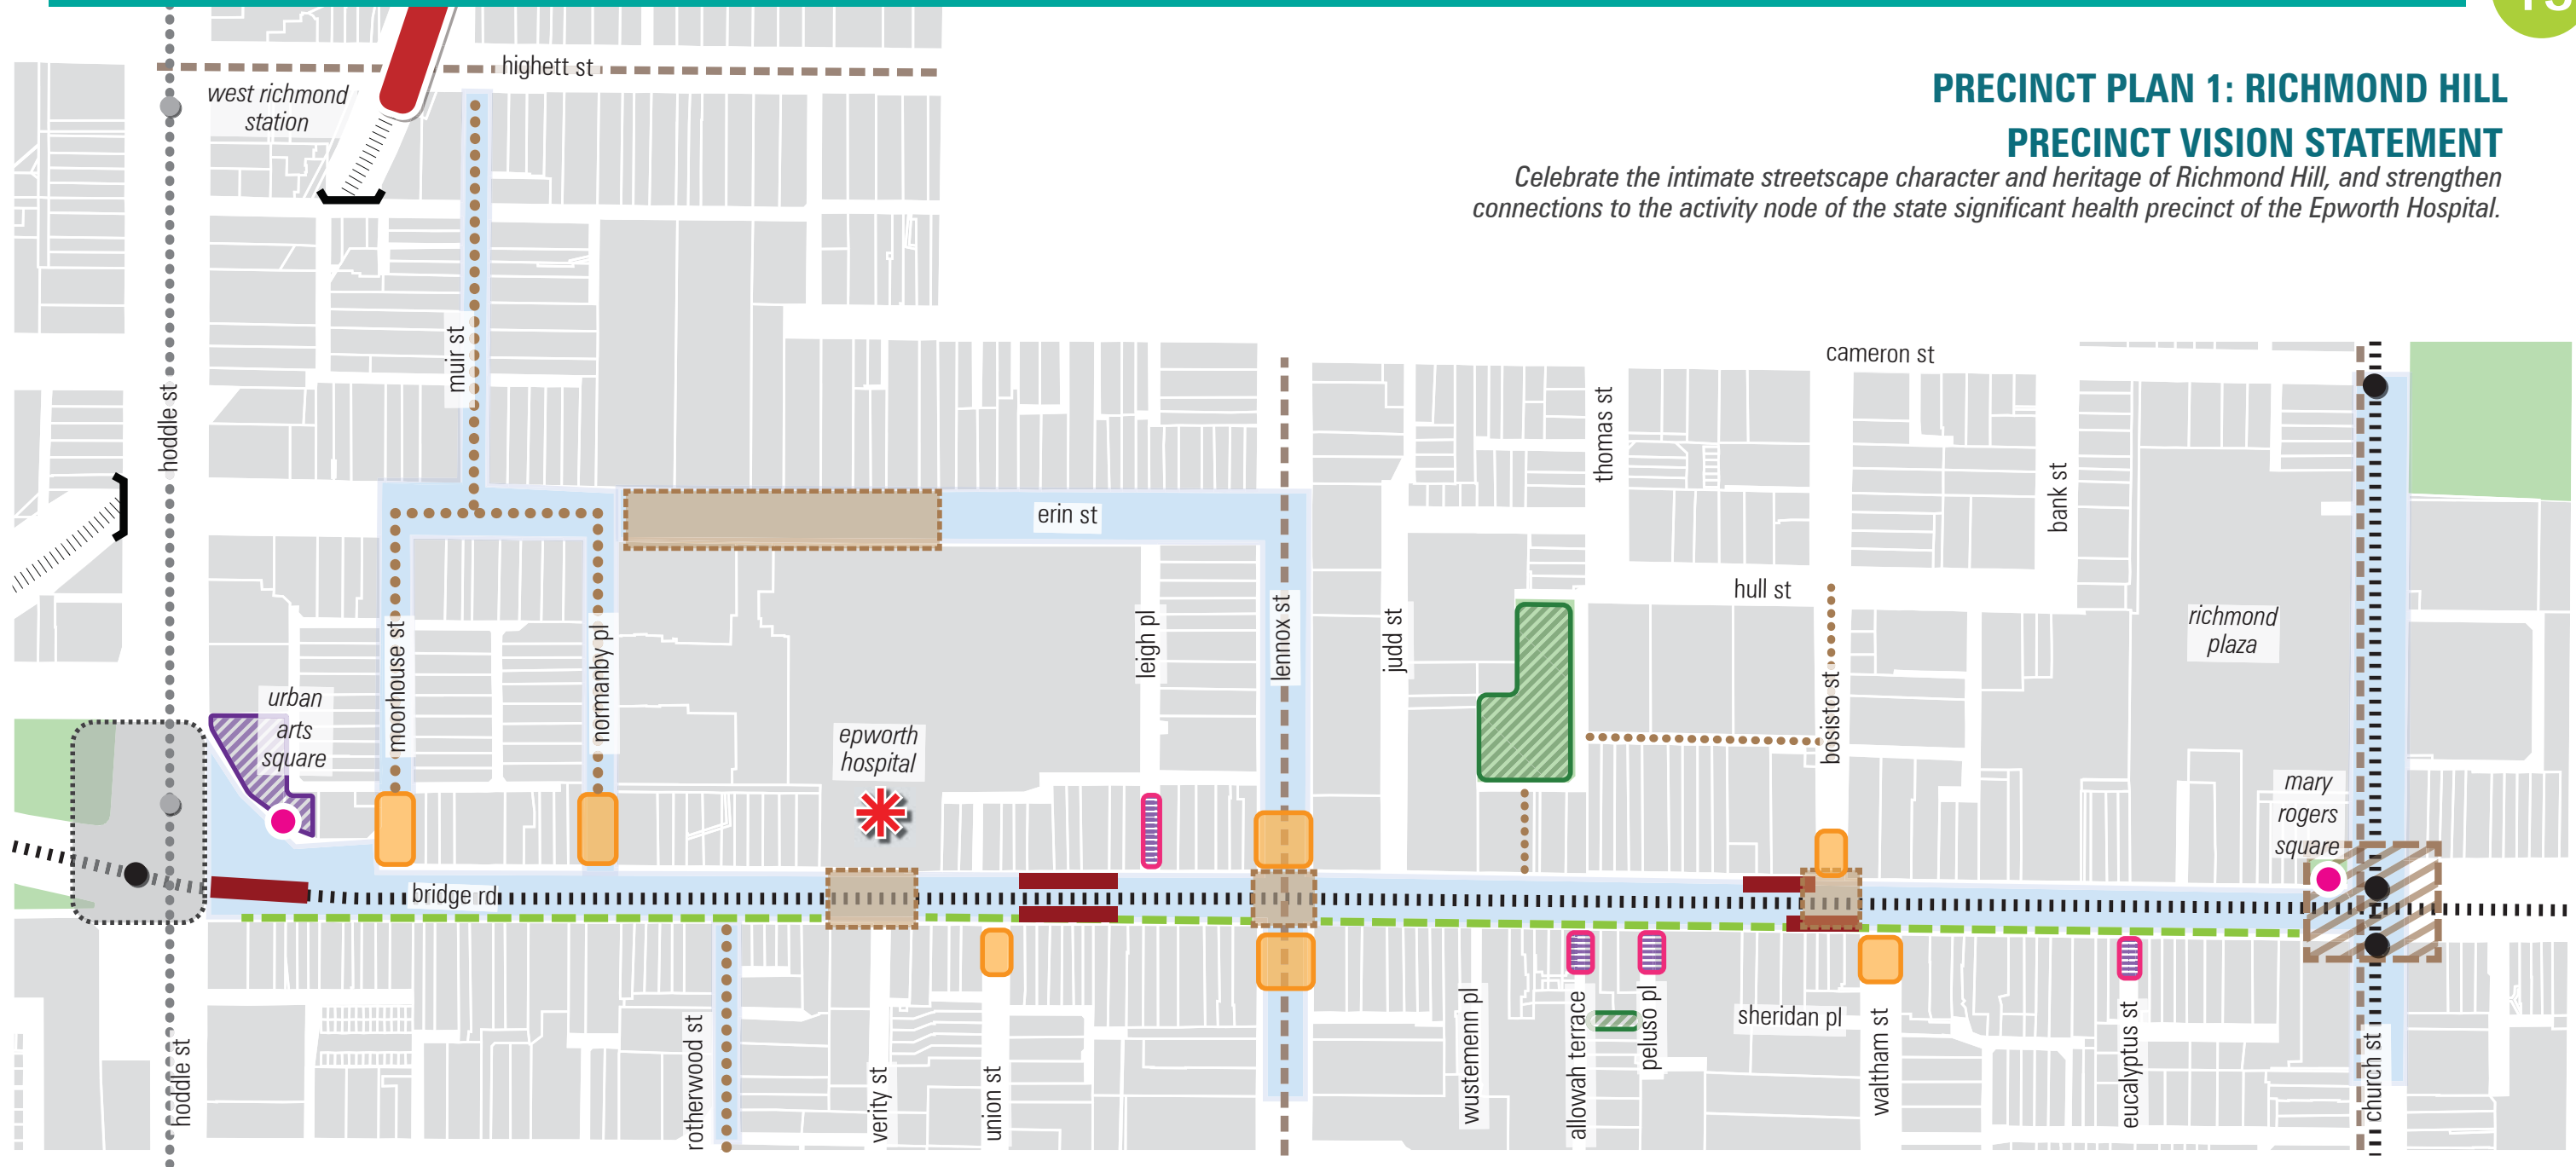 PRECINCT PLAN 1: RICHMOND HILL
PRECINCT VISION STATEMENT
Celebrate the intimate streetscape character and heritage of Richmond Hill, and strengthen
connections to the activity node of the state significant health precinct of the Epworth Hospital.
highett st
west richmond
station
muir st
hoddle st
cameron st
thomas st
bank st
erin st
hull st
moorhouse st
normanby pl
leigh pl
lennox st
judd st
bosisto st
richmond
plaza
urban
arts
square
epworth
hospital
mary
rogers
square
bridge rd
hoddle st
rotherwood st
verity st
union st
wustemenn pl
allowah terrace
peluso pl
sheridan pl
waltham st
eucalyptus st
church st